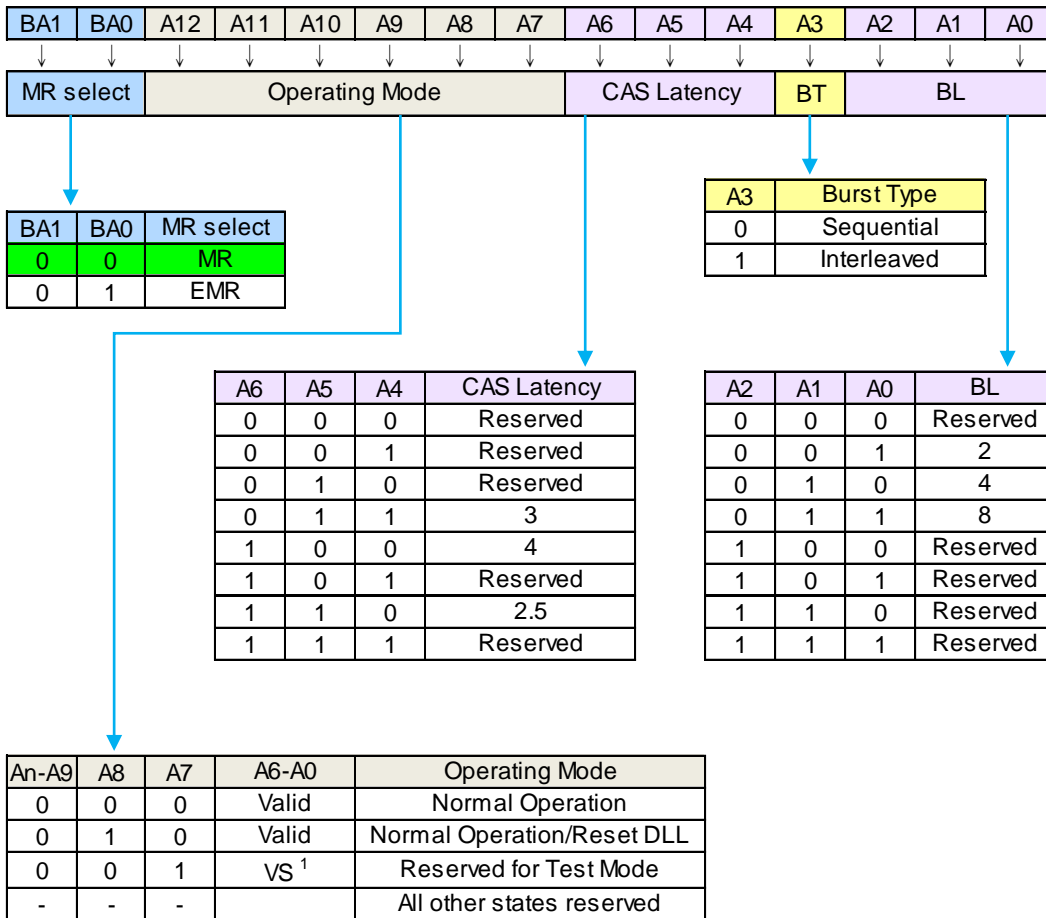 BA1 BA0 A12 A11 A10 A9 A8 A7 A6 A5 A4 A3 A2 A1 A0
MR select Operating Mode CAS Latency BT BL
A3 Burst Type
0 Sequential
1 Interleaved
BA1 BA0 MR select
0 0 MR
0 1 EMR
A6 A5 A4 CAS Latency
0 0 0 Reserved
0 0 1 Reserved
0 1 0 Reserved
0 1 1 3
1 0 0 4
1 0 1 Reserved
1 1 0 2.5
1 1 1 Reserved
A2 A1 A0 BL
0 0 0 Reserved
0 0 1 2
0 1 0 4
0 1 1 8
1 0 0 Reserved
1 0 1 Reserved
1 1 0 Reserved
1 1 1 Reserved
An-A9 A8 A7 A6-A0 Operating Mode
0 0 0 Valid Normal Operation
0 1 0 Valid Normal Operation/Reset DLL
0 0 1 VS 1 Reserved for Test Mode
- - - All other states reserved